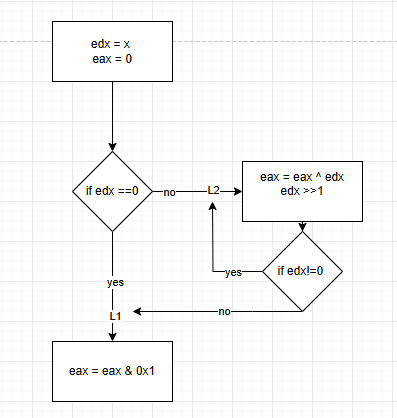 edx = x
eax = 0
if edx ==0
no
L2
eax = eax ^ edx
edx >>1
if edx!=0
yes
yes
no
L1
eax = eax & 0x1